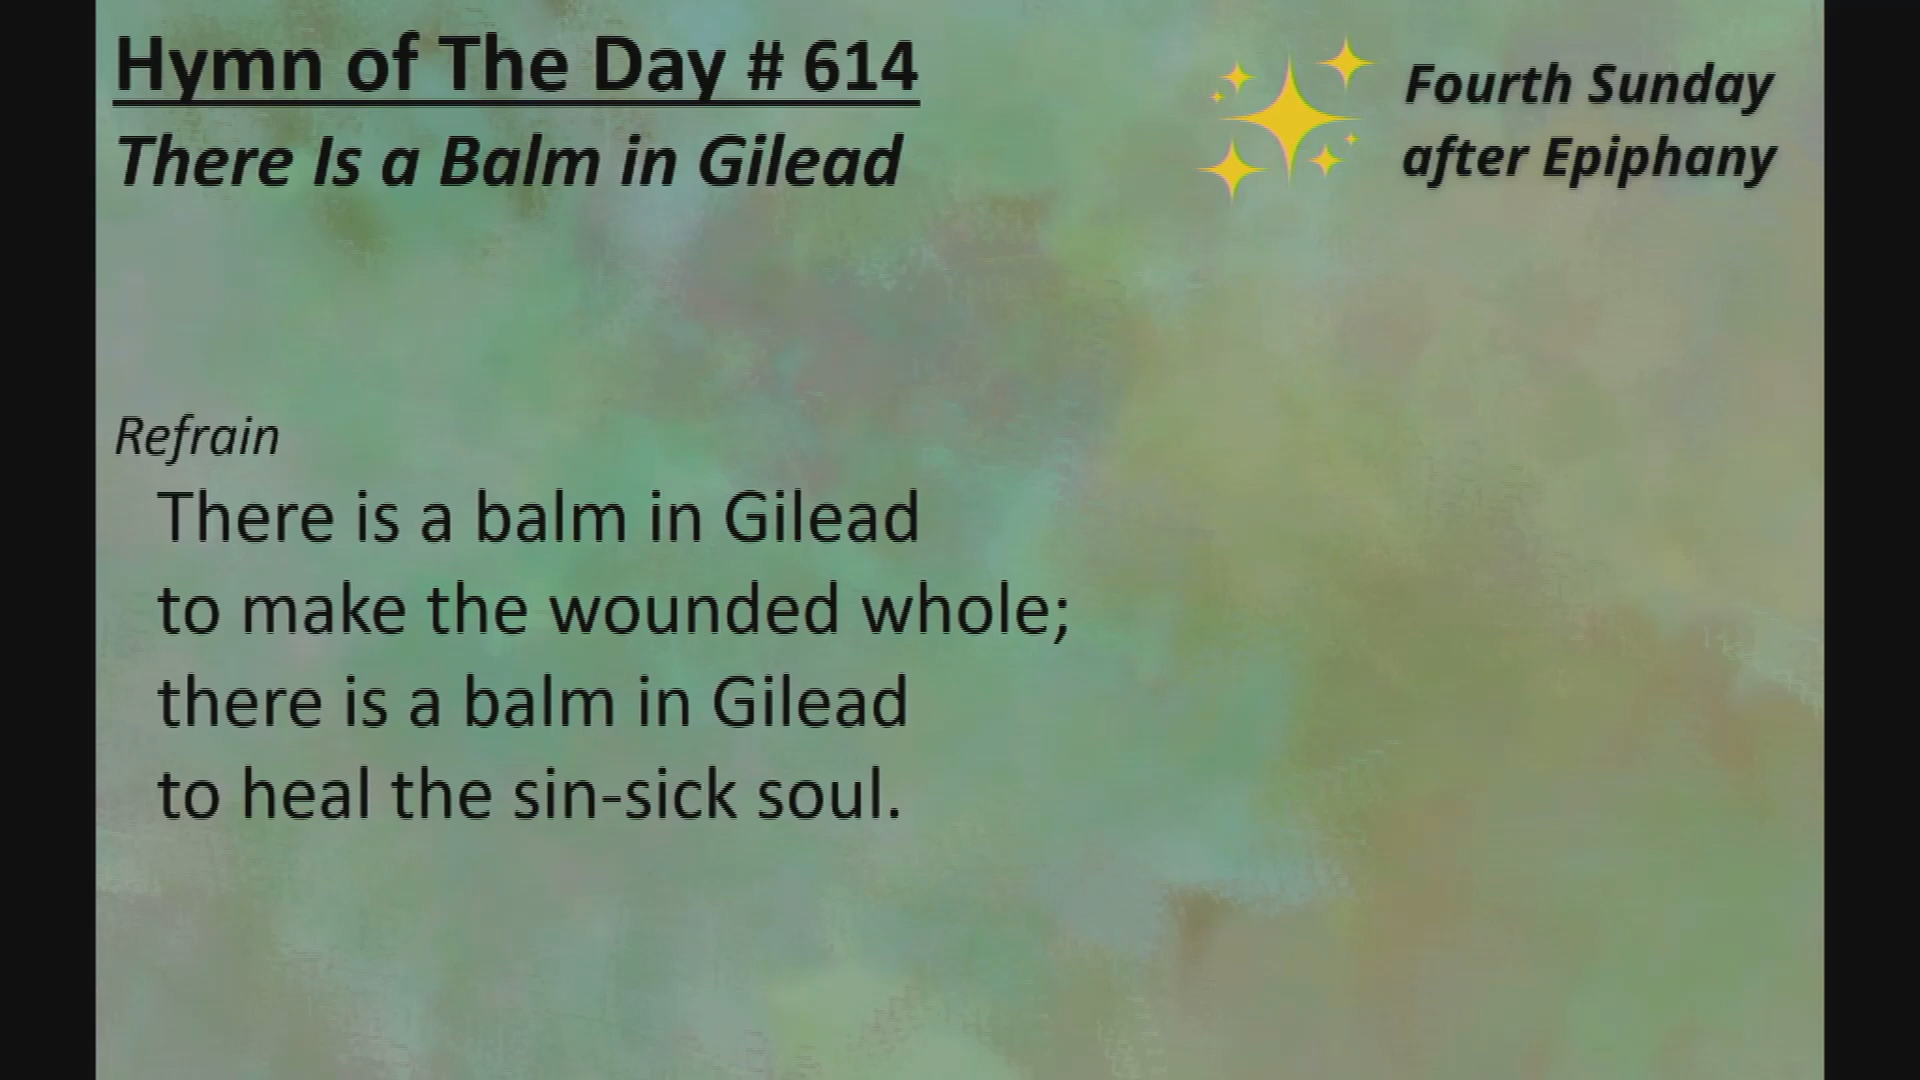 Hymn of The Day # 614
There Is a Balm in Gilead
Fourth Sunday
after Epiphany
Refrain
There is a balm in Gilead
to make the wounded whole;
there is a balm in Gilead
to heal the sin-sick soul.